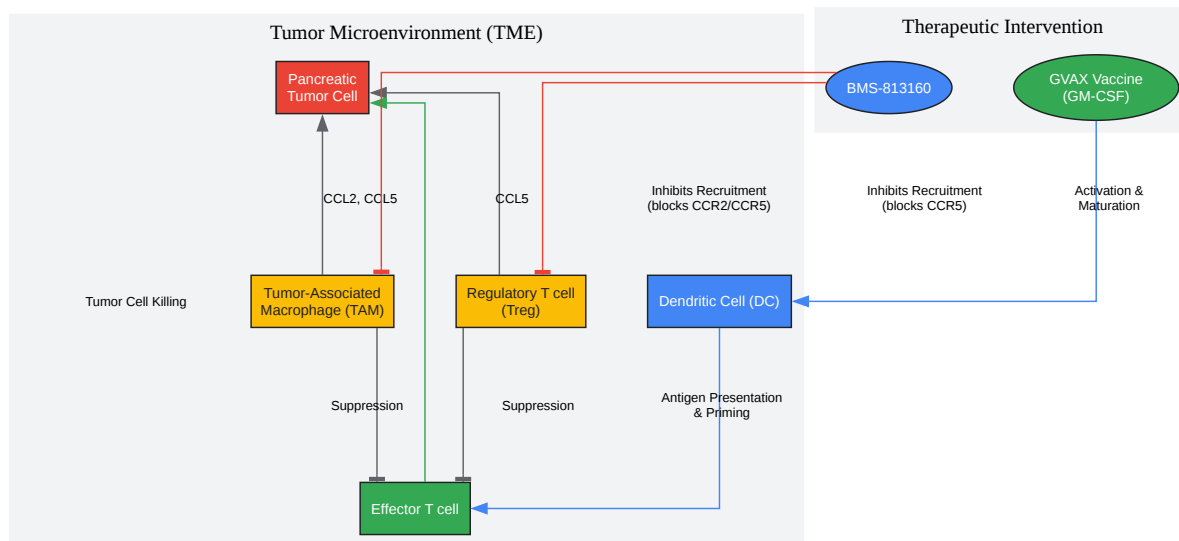 Tumor Microenvironment (TME)
Therapeutic Intervention
Pancreatic
Tumor Cell
BMS-813160
GVAX Vaccine
(GM-CSF)
CCL2, CCL5
CCL5
Inhibits Recruitment
(blocks CCR2/CCR5)
Inhibits Recruitment
(blocks CCR5)
Activation &
Maturation
Tumor Cell Killing
Tumor-Associated
Macrophage (TAM)
Regulatory T cell
(Treg)
Dendritic Cell (DC)
Suppression
Suppression
Antigen Presentation
& Priming
Effector T cell